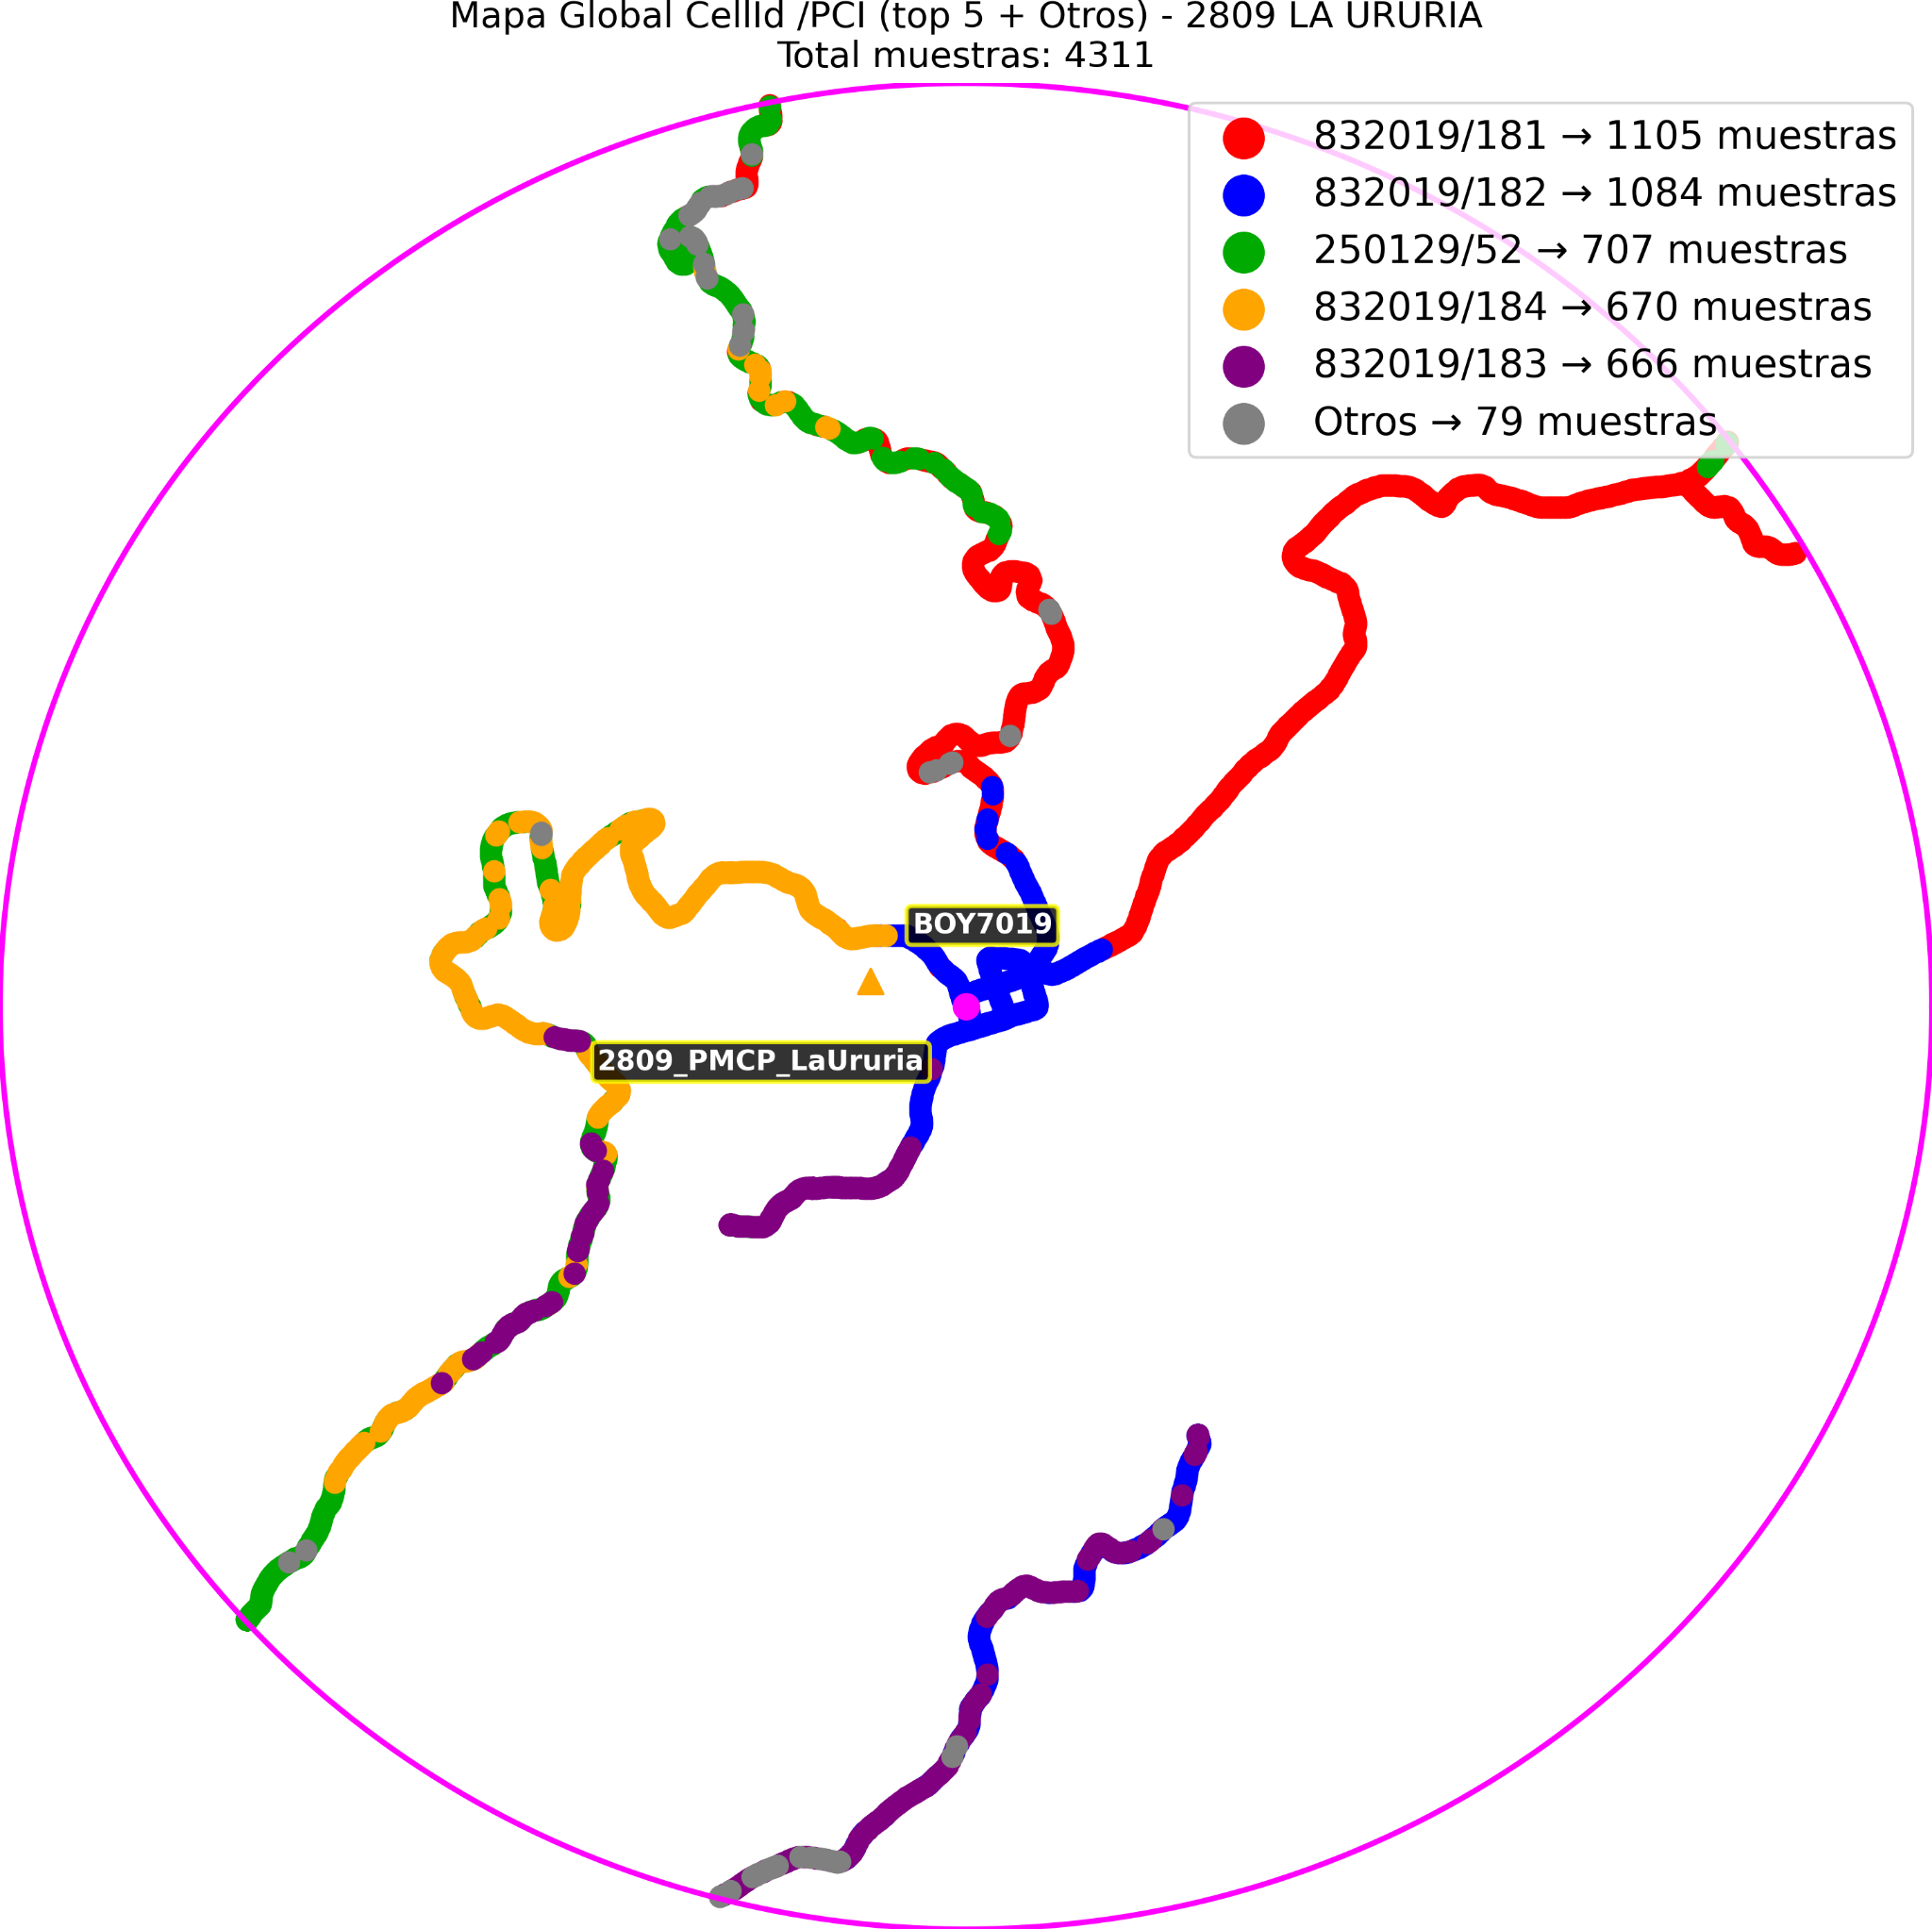 Mapa Global CellId /PCI (top 5 + Otros) - 2809 LA URURIA
Total muestras: 4311
832019/181 → 1105 muestras
832019/182 → 1084 muestras
250129/52 → 707 muestras
832019/184 → 670 muestras
832019/183 → 666 muestras
Otros → 79 muestras
BOY7019
2809_PMCP_LaUruria